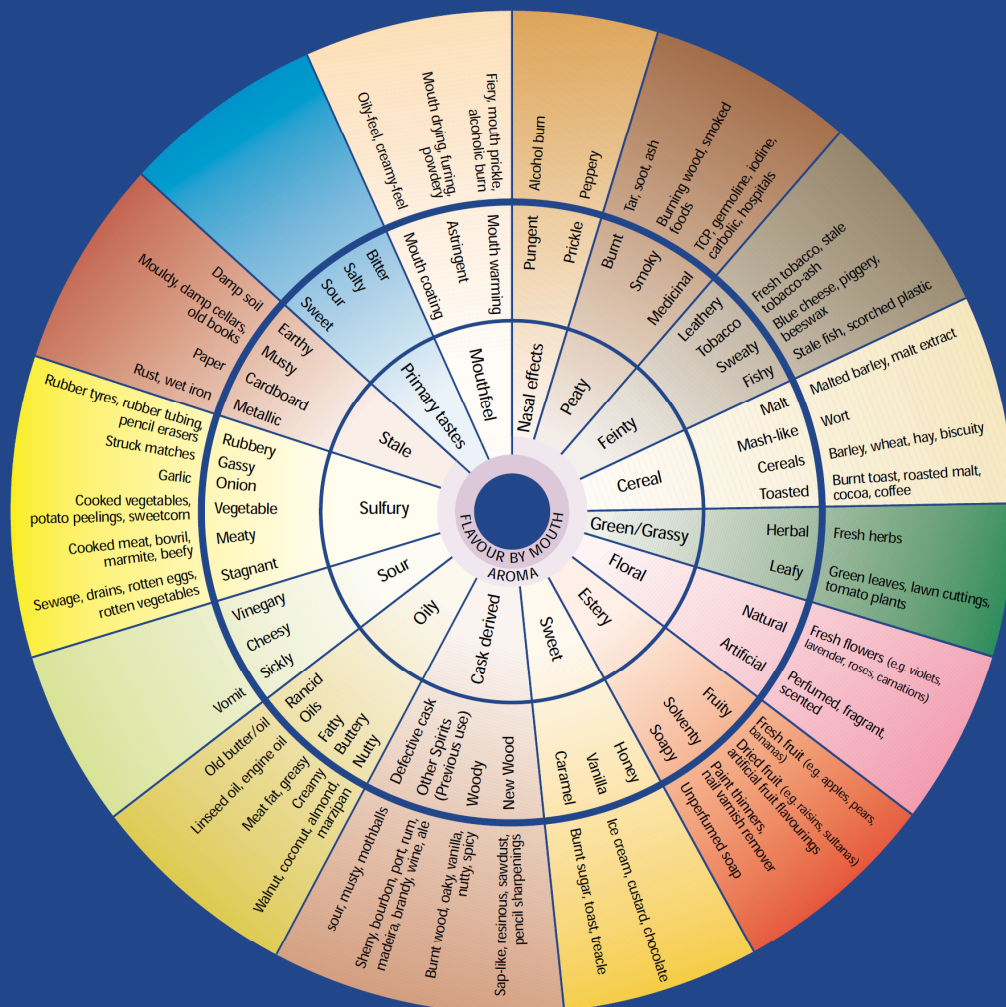 FLAVOUR BY MOUTH
AROMA
Nasal effects
Pungent
Prickle
Alcohol burn
Peppery
Peaty
Burnt
Smoky
Medicinal
Tar, soot, ash
Burning wood, smoked
foods
TCP, germoline, iodine,
carbolic, hospitals
Feinty
Leathery
Tobacco
Sweaty
Fishy
Fresh tobacco, stale
tobacco-ash
Blue cheese, piggery,
beeswax
Stale fish, scorched plastic
Cereal
Malt
Mash-like
Cereals
Toasted
Malted barley, malt extract
Wort
Barley, wheat, hay, biscuity
Burnt toast, roasted malt,
cocoa, coffee
Green/Grassy
Herbal
Leafy
Fresh herbs
Green leaves, lawn cuttings,
tomato plants
Floral
Natural
Artificial
Fresh flowers (e.g. violets,
lavender, roses, carnations)
Perfumed, fragrant,
scented
Estery
Fruity
Solventy
Soapy
Fresh fruit (e.g. apples, pears,
bananas)
Dried fruit (e.g. raisins, sultanas)
artificial fruit flavourings
Paint thinners,
nail varnish remover
Unperfumed soap
Sweet
Honey
Vanilla
Caramel
Ice cream, custard, chocolate
Burnt sugar, toast, treacle
Cask derived
New Wood
Woody
Other Spirits
(Previous use)
Defective cask
Sap-like, resinous, sawdust,
pencil sharpenings
Burnt wood, oaky, vanilla,
nutty, spicy
Sherry, bourbon, port, rum,
madeira, brandy, wine, ale
sour, musty, mothballs
Oily
Nutty
Buttery
Fatty
Rancid
Oils
Walnut, coconut, almond,
marzipan
Creamy
Meat fat, greasy
Linseed oil, engine oil
Old butter/oil
Sour
Sickly
Cheesy
Vinegary
Vomit
Sulfury
Stagnant
Meaty
Vegetable
Onion
Gassy
Rubbery
Sewage, drains, rotten eggs,
rotten vegetables
Cooked meat, bovril,
marmite, beefy
Cooked vegetables,
potato peelings, sweetcorn
Garlic
Struck matches
Rubber tyres, rubber tubing,
pencil erasers
Stale
Metallic
Cardboard
Musty
Earthy
Rust, wet iron
Paper
Mouldy, damp cellars,
old books
Damp soil
Primary tastes
Sweet
Sour
Salty
Bitter
Mouthfeel
Mouth coating
Astringent
Mouth warming
Oily-feel, creamy-feel
Mouth drying, furring,
powdery
Fiery, mouth prickle,
alcoholic burn